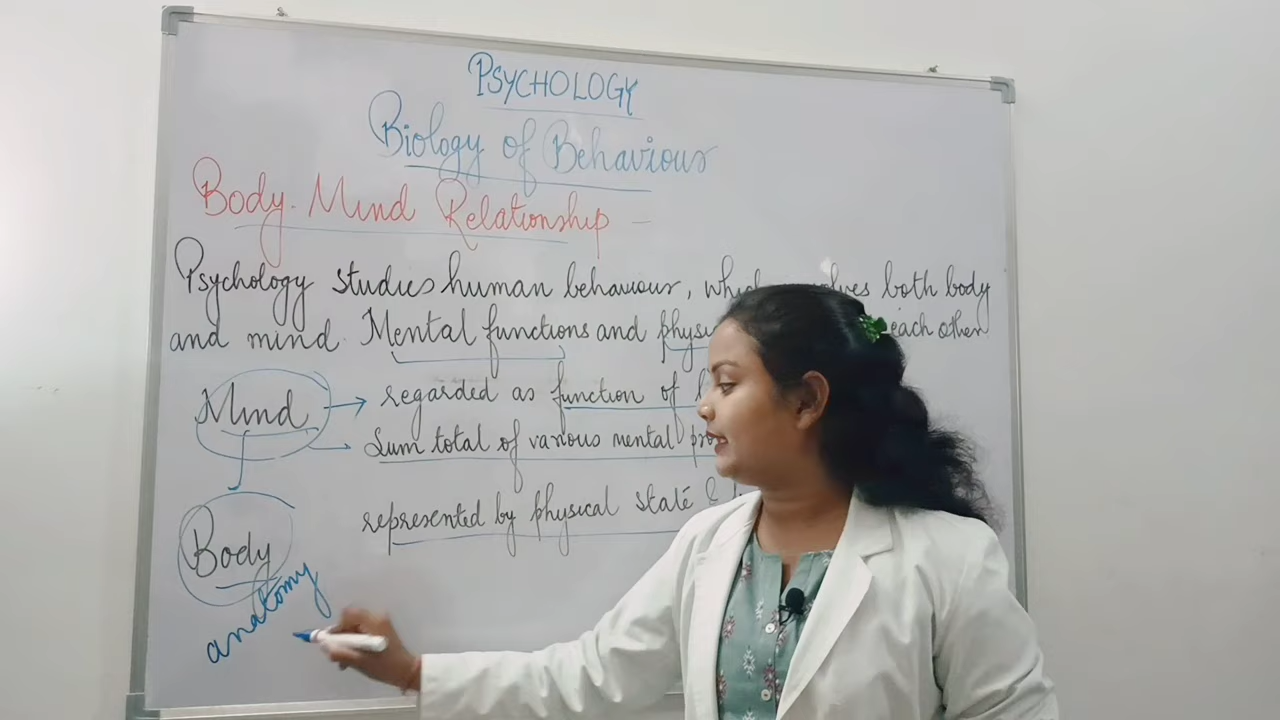 PSYCHOLOGY
Biology of Behaviour
Body-Mind Relationship -
Psychology studies human behaviour, both body
and mind. Mental functions and each other
Mind → regarded as function of
Sum total of various mental
Body represented by physical state &
anatomy